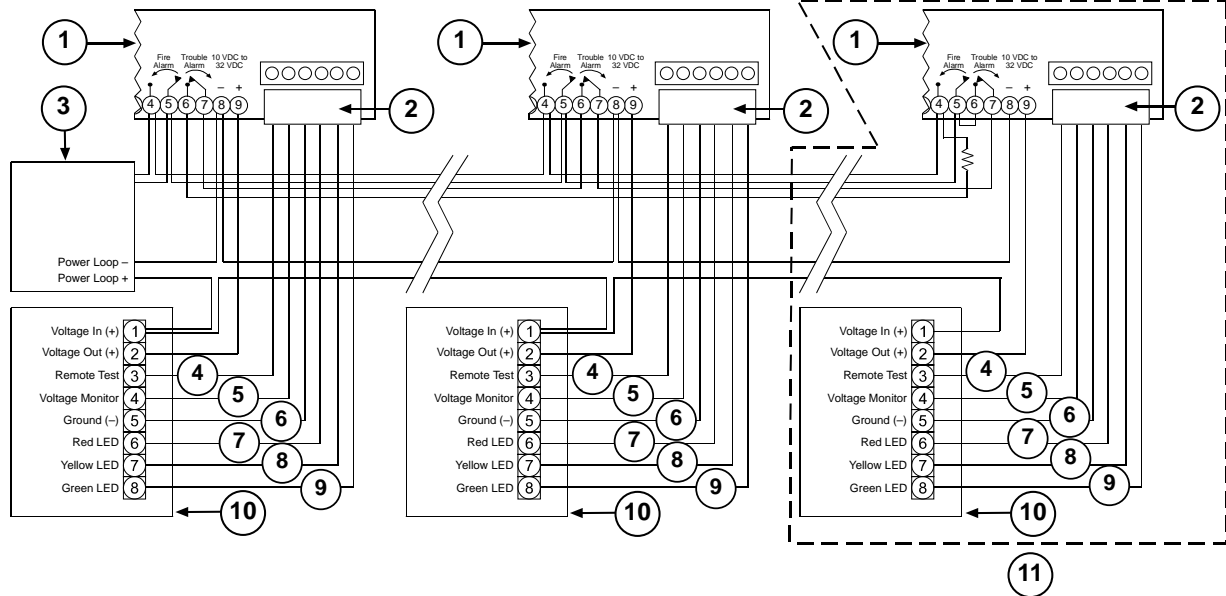 1
Fire Alarm
Trouble Alarm
10 VDC to 32 VDC
– +
4 5 6 7 8 9
2
3
Power Loop –
Power Loop +
Voltage In (+) 1
Voltage Out (+) 2
Remote Test 3
Voltage Monitor 4
Ground (–) 5
Red LED 6
Yellow LED 7
Green LED 8
4
5
6
7
8
9
10
1
Fire Alarm
Trouble Alarm
10 VDC to 32 VDC
– +
4 5 6 7 8 9
2
Voltage In (+) 1
Voltage Out (+) 2
Remote Test 3
Voltage Monitor 4
Ground (–) 5
Red LED 6
Yellow LED 7
Green LED 8
4
5
6
7
8
9
10
1
Fire Alarm
Trouble Alarm
10 VDC to 32 VDC
– +
4 5 6 7 8 9
2
Voltage In (+) 1
Voltage Out (+) 2
Remote Test 3
Voltage Monitor 4
Ground (–) 5
Red LED 6
Yellow LED 7
Green LED 8
4
5
6
7
8
9
10
11